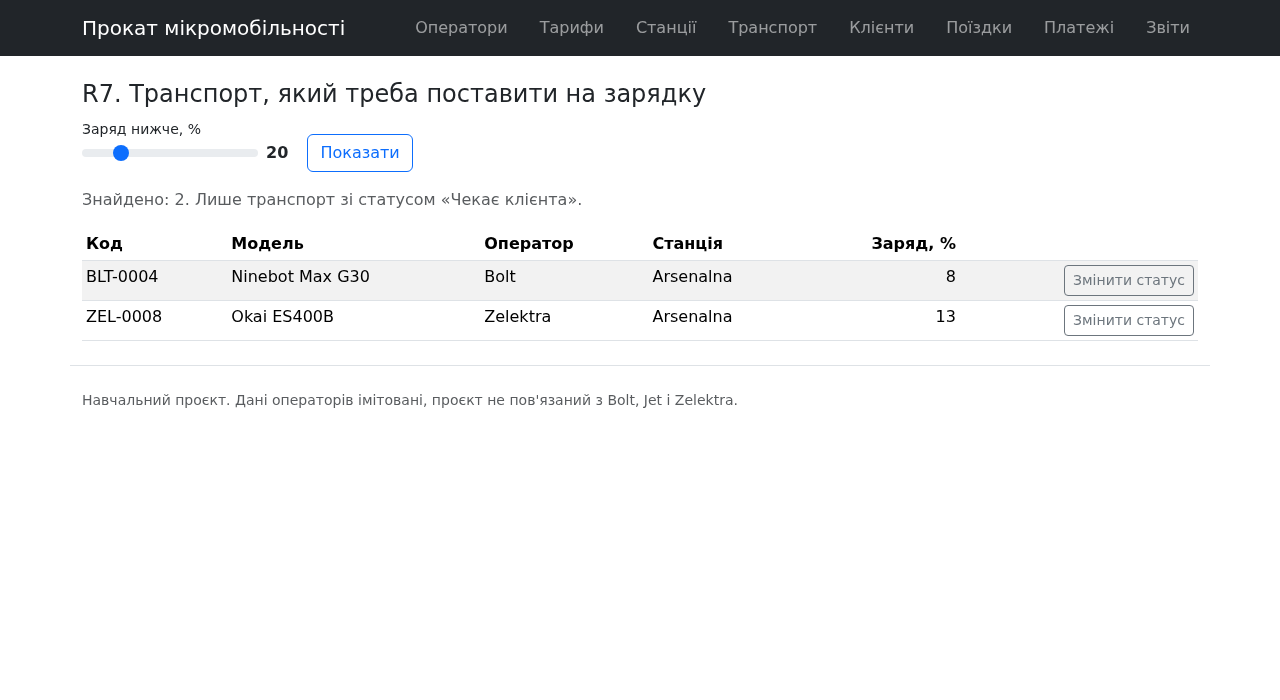 Прокат мікромобільності Оператори Тарифи Станції Транспорт Клієнти Поїздки Платежі Звіти
R7. Транспорт, який треба поставити на зарядку
Заряд нижче, %
20 Показати
Знайдено: 2. Лише транспорт зі статусом «Чекає клієнта».
Код Модель Оператор Станція Заряд, %
BLT-0004 Ninebot Max G30 Bolt Arsenalna 8 Змінити статус
ZEL-0008 Okai ES400B Zelektra Arsenalna 13 Змінити статус
Навчальний проєкт. Дані операторів імітовані, проєкт не пов'язаний з Bolt, Jet і Zelektra.